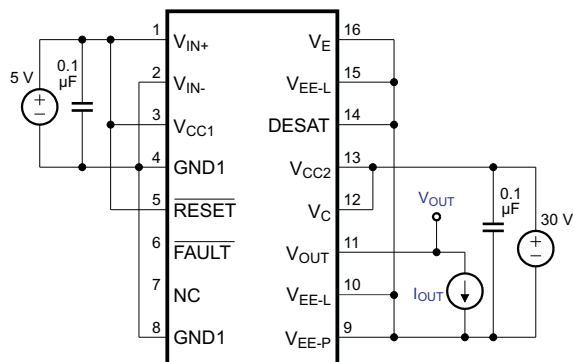 1 V_IN+ V_E 16
2 V_IN- V_EE-L 15
5 V 0.1 µF
3 V_CC1 DESAT 14
4 GND1 V_CC2 13
5 RESET V_C 12
6 FAULT V_OUT 11
V_OUT
0.1 µF 30 V
7 NC V_EE-L 10
I_OUT
8 GND1 V_EE-P 9